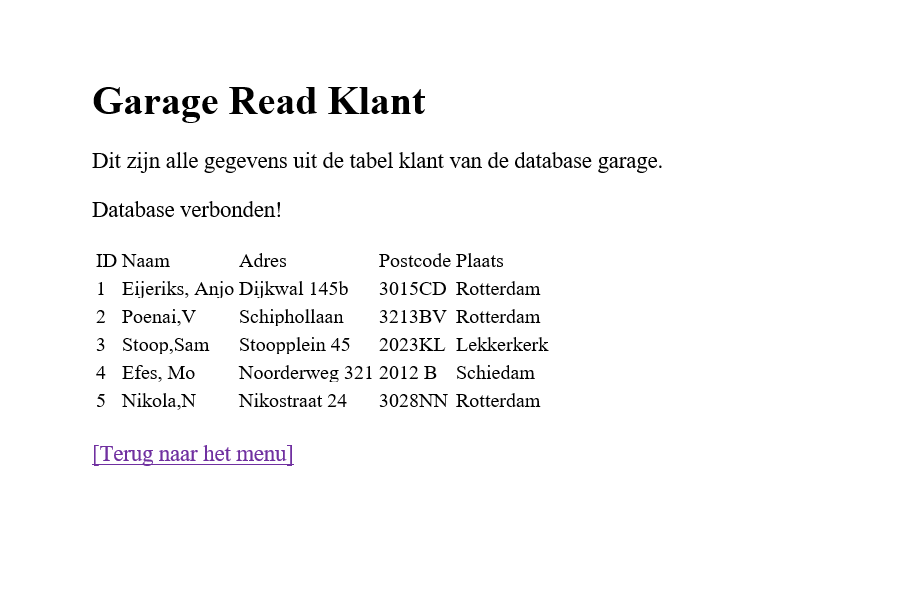 Garage Read Klant
Dit zijn alle gegevens uit de tabel klant van de database garage.
Database verbonden!
ID Naam Adres Postcode Plaats
1 Eijeriks, Anjo Dijkwal 145b 3015CD Rotterdam
2 Poenai,V Schiphollaan 3213BV Rotterdam
3 Stoop,Sam Stoopplein 45 2023KL Lekkerkerk
4 Efes, Mo Noorderweg 321 2012 B Schiedam
5 Nikola,N Nikostraat 24 3028NN Rotterdam
[Terug naar het menu]